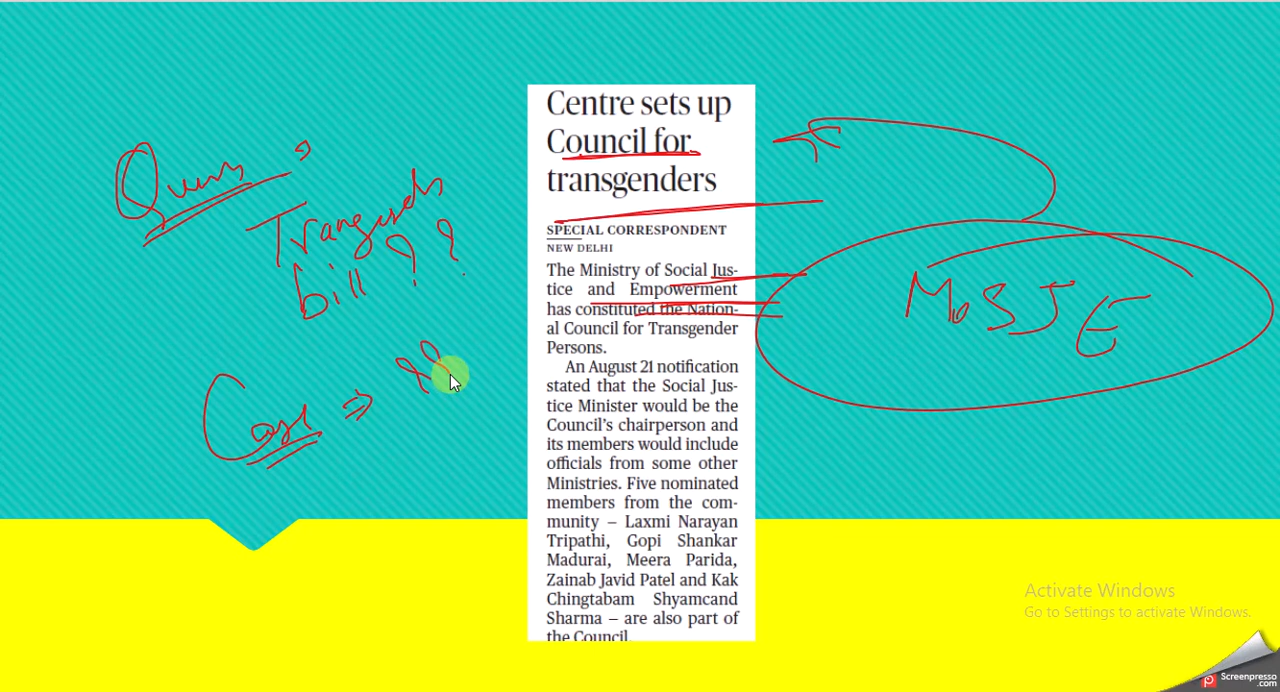 Centre sets up
Council for
transgenders
SPECIAL CORRESPONDENT
NEW DELHI
The Ministry of Social Jus-
tice and Empowerment
has constituted the Nation-
al Council for Transgender
Persons.
An August 21 notification
stated that the Social Jus-
tice Minister would be the
Council's chairperson and
its members would include
officials from some other
Ministries. Five nominated
members from the com-
munity – Laxmi Narayan
Tripathi, Gopi Shankar
Madurai, Meera Parida,
Zainab Javid Patel and Kak
Chingtabam Shyamcand
Sharma – are also part of
the Council.
bill ? ?
MoSJE
Activate Windows
Go to Settings to activate Windows.
Screenpresso
.com